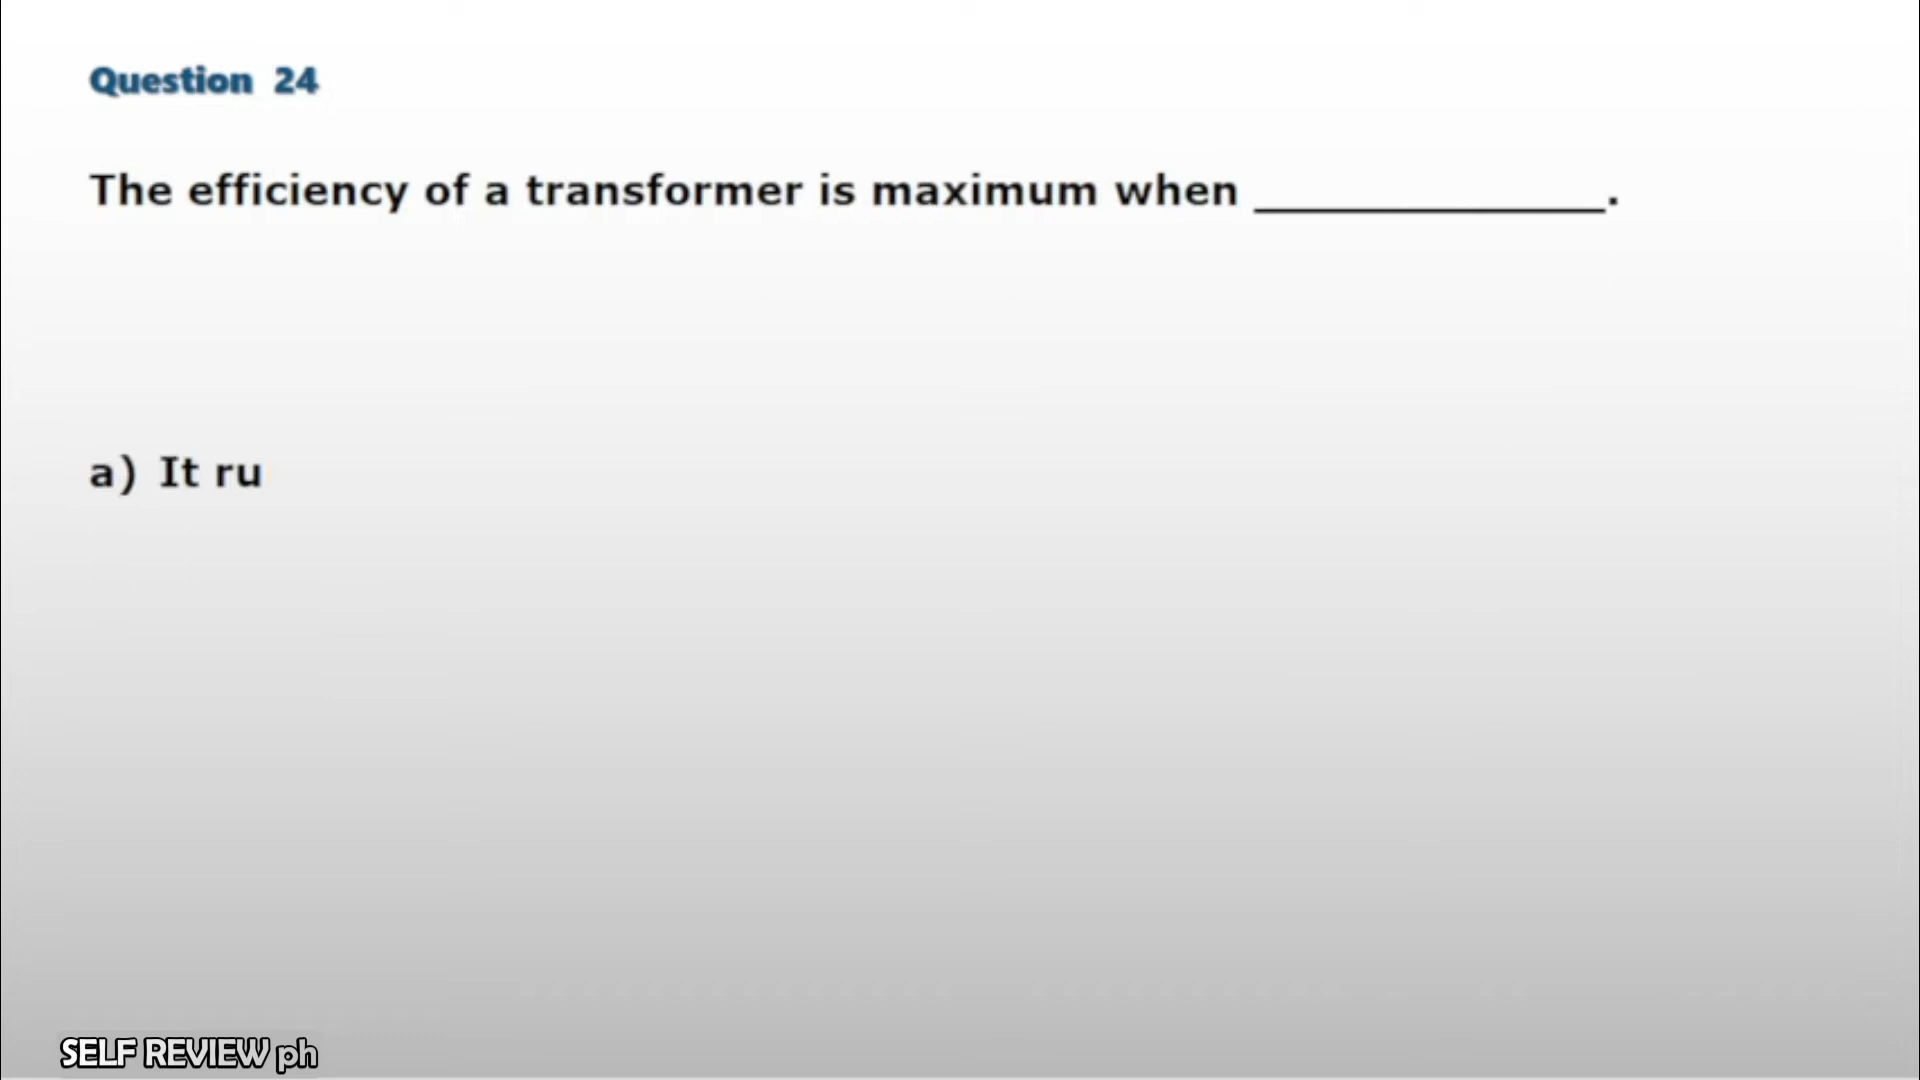 Question 24
The efficiency of a transformer is maximum when ______________.
a) It ru
SELF REVIEW ph